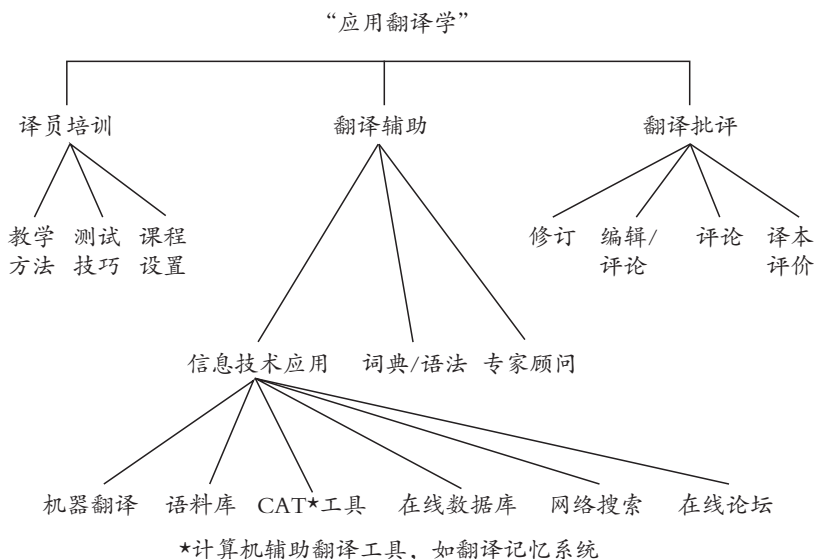 “应用翻译学”
译员培训 翻译辅助 翻译批评
教学方法 测试技巧 课程设置
修订 编辑/评论 评论 译本评价
信息技术应用 词典/语法 专家顾问
机器翻译 语料库 CAT★工具 在线数据库 网络搜索 在线论坛
★计算机辅助翻译工具，如翻译记忆系统